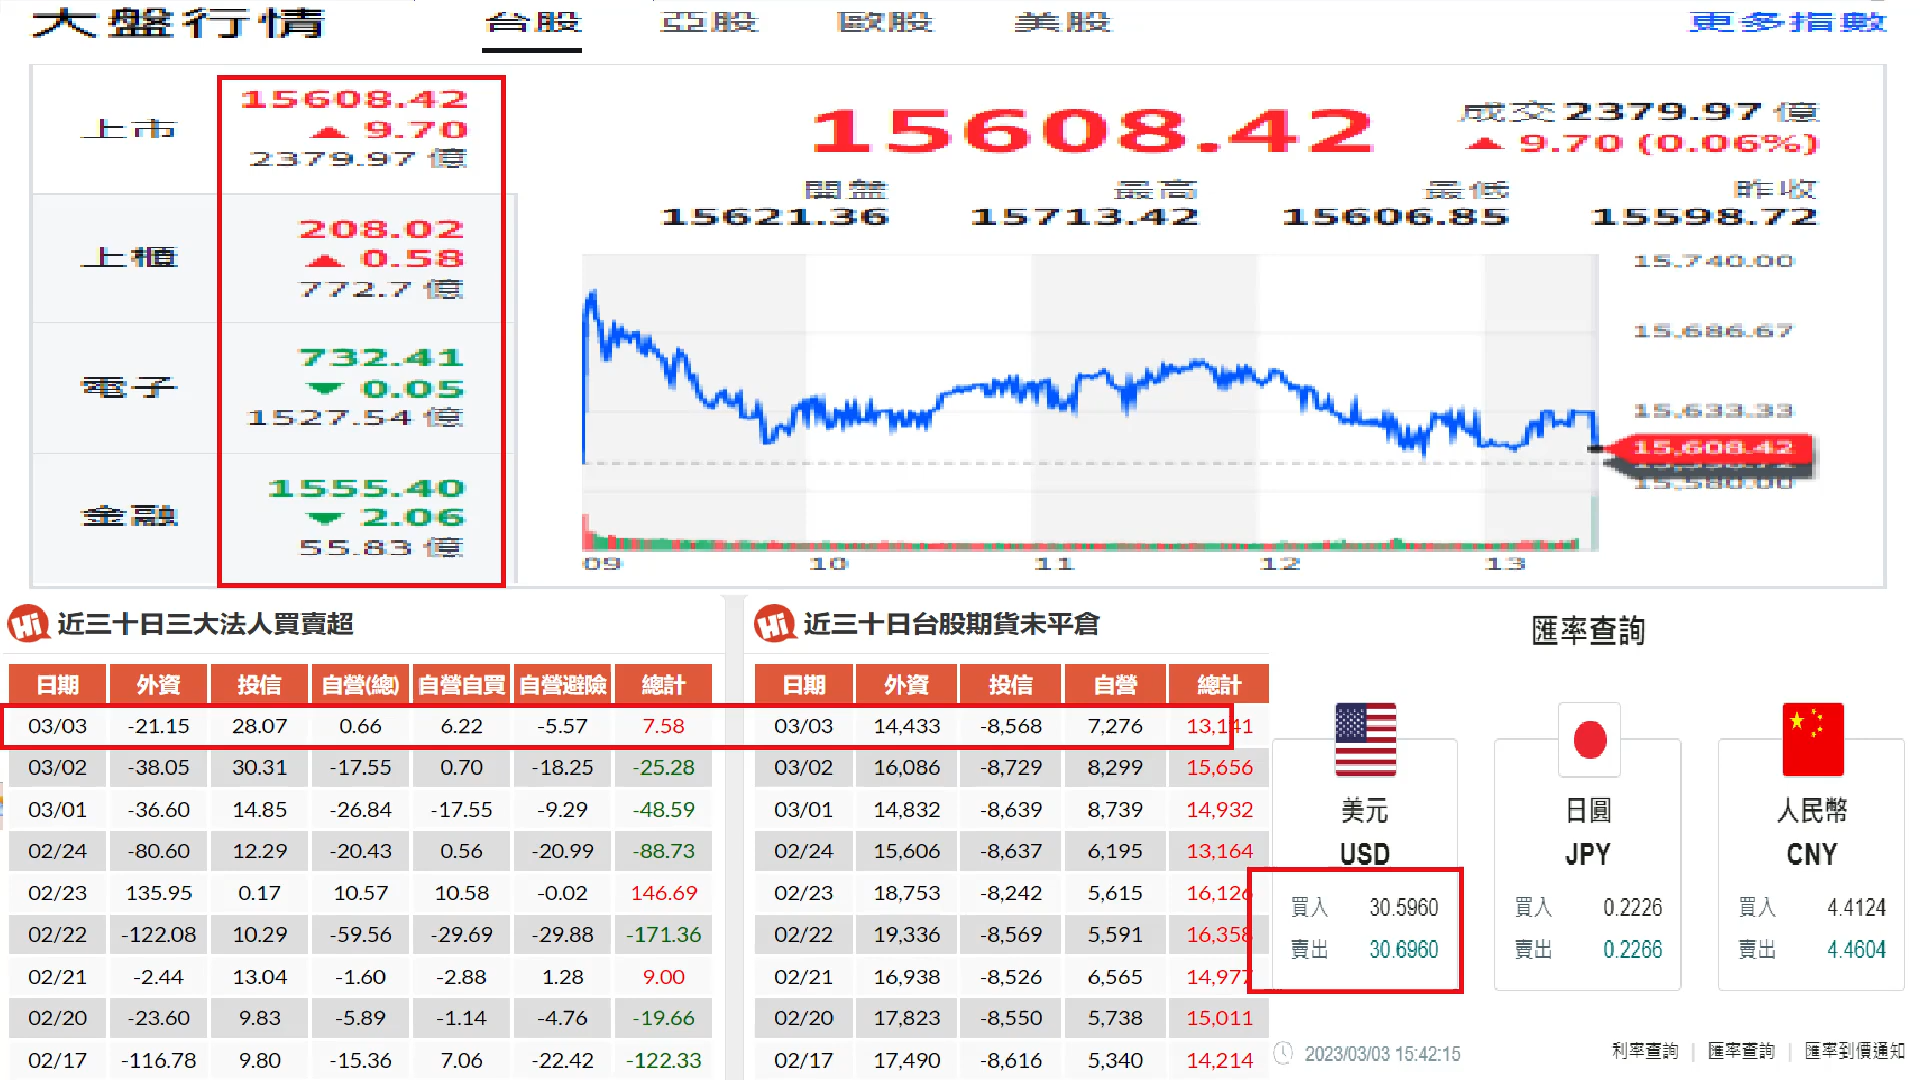 大盤行情 台股 亞股 歐股 美股 更多指數
上市 15608.42
▲ 9.70
2379.97 億
上櫃 208.02
▲ 0.58
772.7 億
電子 732.41
▼ 0.05
1527.54 億
金融 1555.40
▼ 2.06
55.83 億
15608.42 成交 2379.97 億
▲ 9.70 (0.06%)
開盤 最高 最低 昨收
15621.36 15713.42 15606.85 15598.72
15,740.00
15,686.67
15,633.33
15,608.42
15,580.00
09 10 11 12 13
Hi 近三十日三大法人買賣超
日期 外資 投信 自營(總) 自營自買 自營避險 總計
03/03 -21.15 28.07 0.66 6.22 -5.57 7.58
03/02 -38.05 30.31 -17.55 0.70 -18.25 -25.28
03/01 -36.60 14.85 -26.84 -17.55 -9.29 -48.59
02/24 -80.60 12.29 -20.43 0.56 -20.99 -88.73
02/23 135.95 0.17 10.57 10.58 -0.02 146.69
02/22 -122.08 10.29 -59.56 -29.69 -29.88 -171.36
02/21 -2.44 13.04 -1.60 -2.88 1.28 9.00
02/20 -23.60 9.83 -5.89 -1.14 -4.76 -19.66
02/17 -116.78 9.80 -15.36 7.06 -22.42 -122.33
Hi 近三十日台股期貨未平倉
日期 外資 投信 自營 總計
03/03 14,433 -8,568 7,276 13,141
03/02 16,086 -8,729 8,299 15,656
03/01 14,832 -8,639 8,739 14,932
02/24 15,606 -8,637 6,195 13,164
02/23 18,753 -8,242 5,615 16,126
02/22 19,336 -8,569 5,591 16,358
02/21 16,938 -8,526 6,565 14,977
02/20 17,823 -8,550 5,738 15,011
02/17 17,490 -8,616 5,340 14,214
匯率查詢
美元
USD
買入 30.5960
賣出 30.6960
日圓
JPY
買入 0.2226
賣出 0.2266
人民幣
CNY
買入 4.4124
賣出 4.4604
2023/03/03 15:42:15 利率查詢 | 匯率查詢 | 匯率到價通知